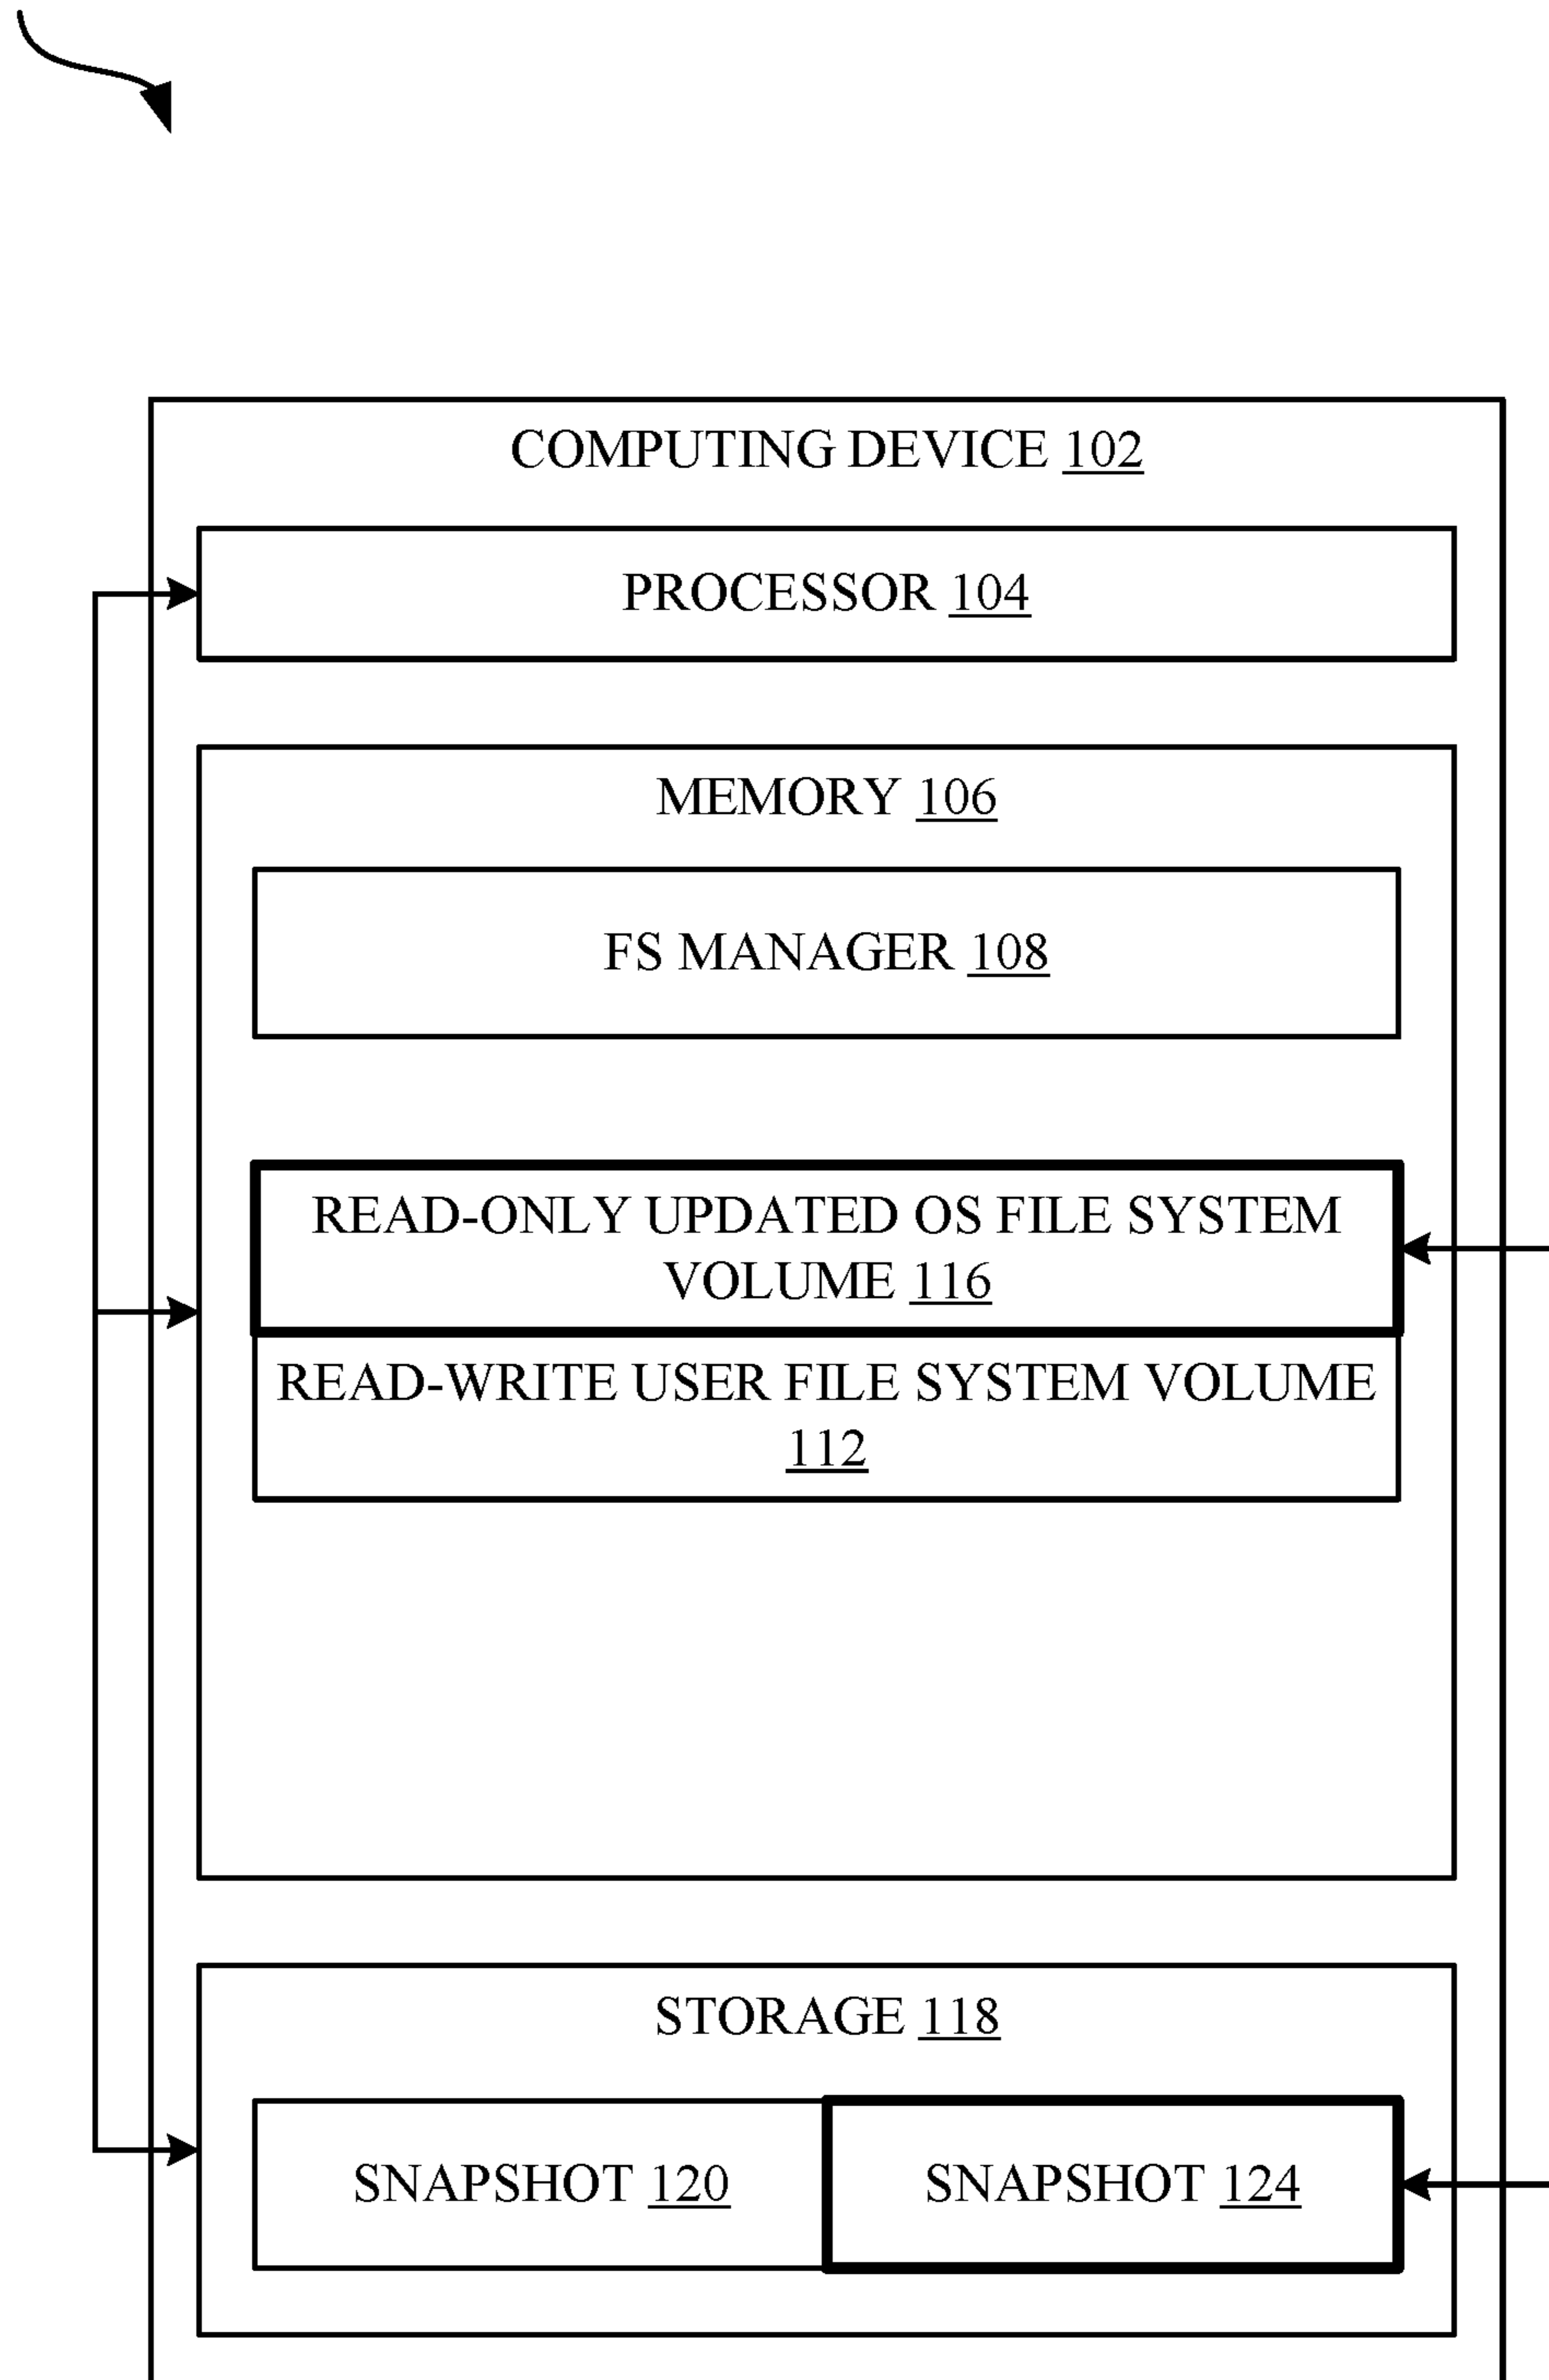 COMPUTING DEVICE 102
PROCESSOR 104
MEMORY 106
FS MANAGER 108
READ-ONLY UPDATED OS FILE SYSTEM
VOLUME 116
READ-WRITE USER FILE SYSTEM VOLUME
112
STORAGE 118
SNAPSHOT 120
SNAPSHOT 124